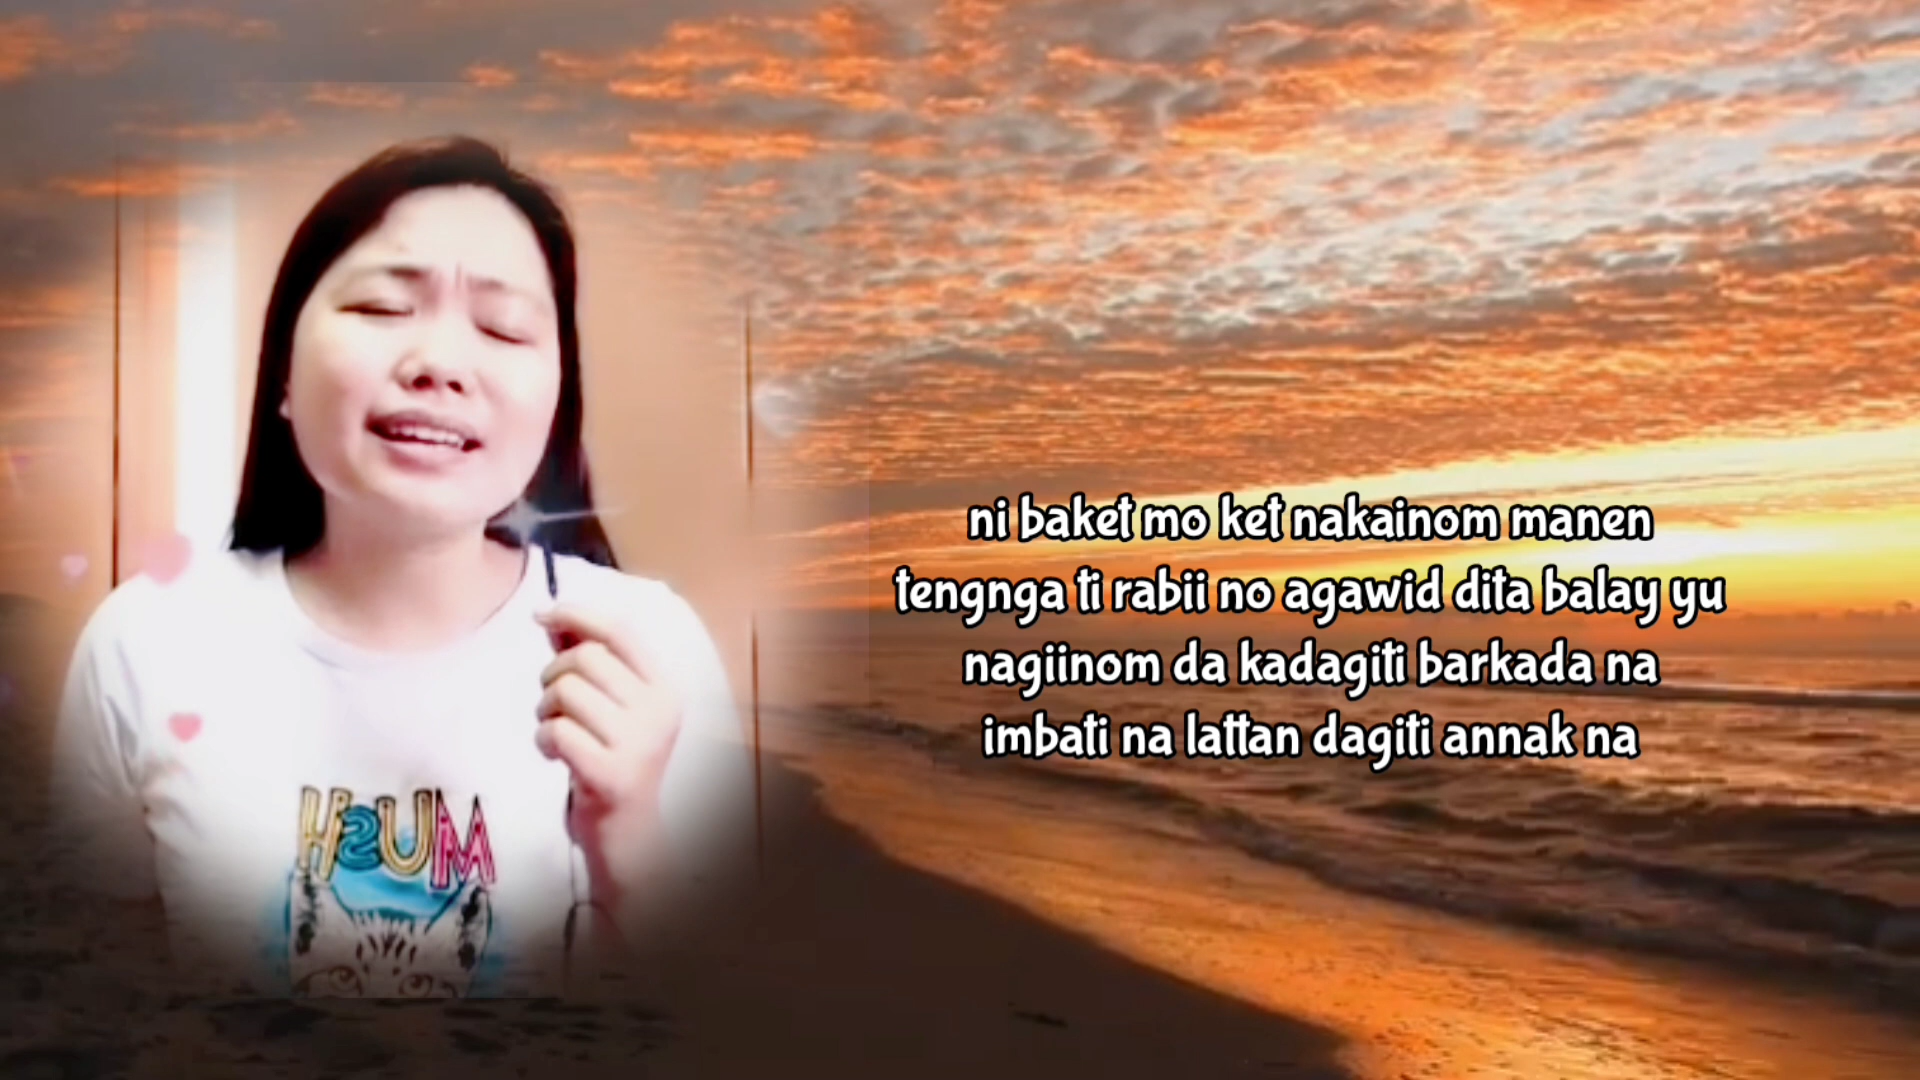 ni baket mo ket nakainom manen
tengnga ti rabii no agawid dita balay yu
nagiinom da kadagiti barkada na
imbati na lattan dagiti annak na
MUSH